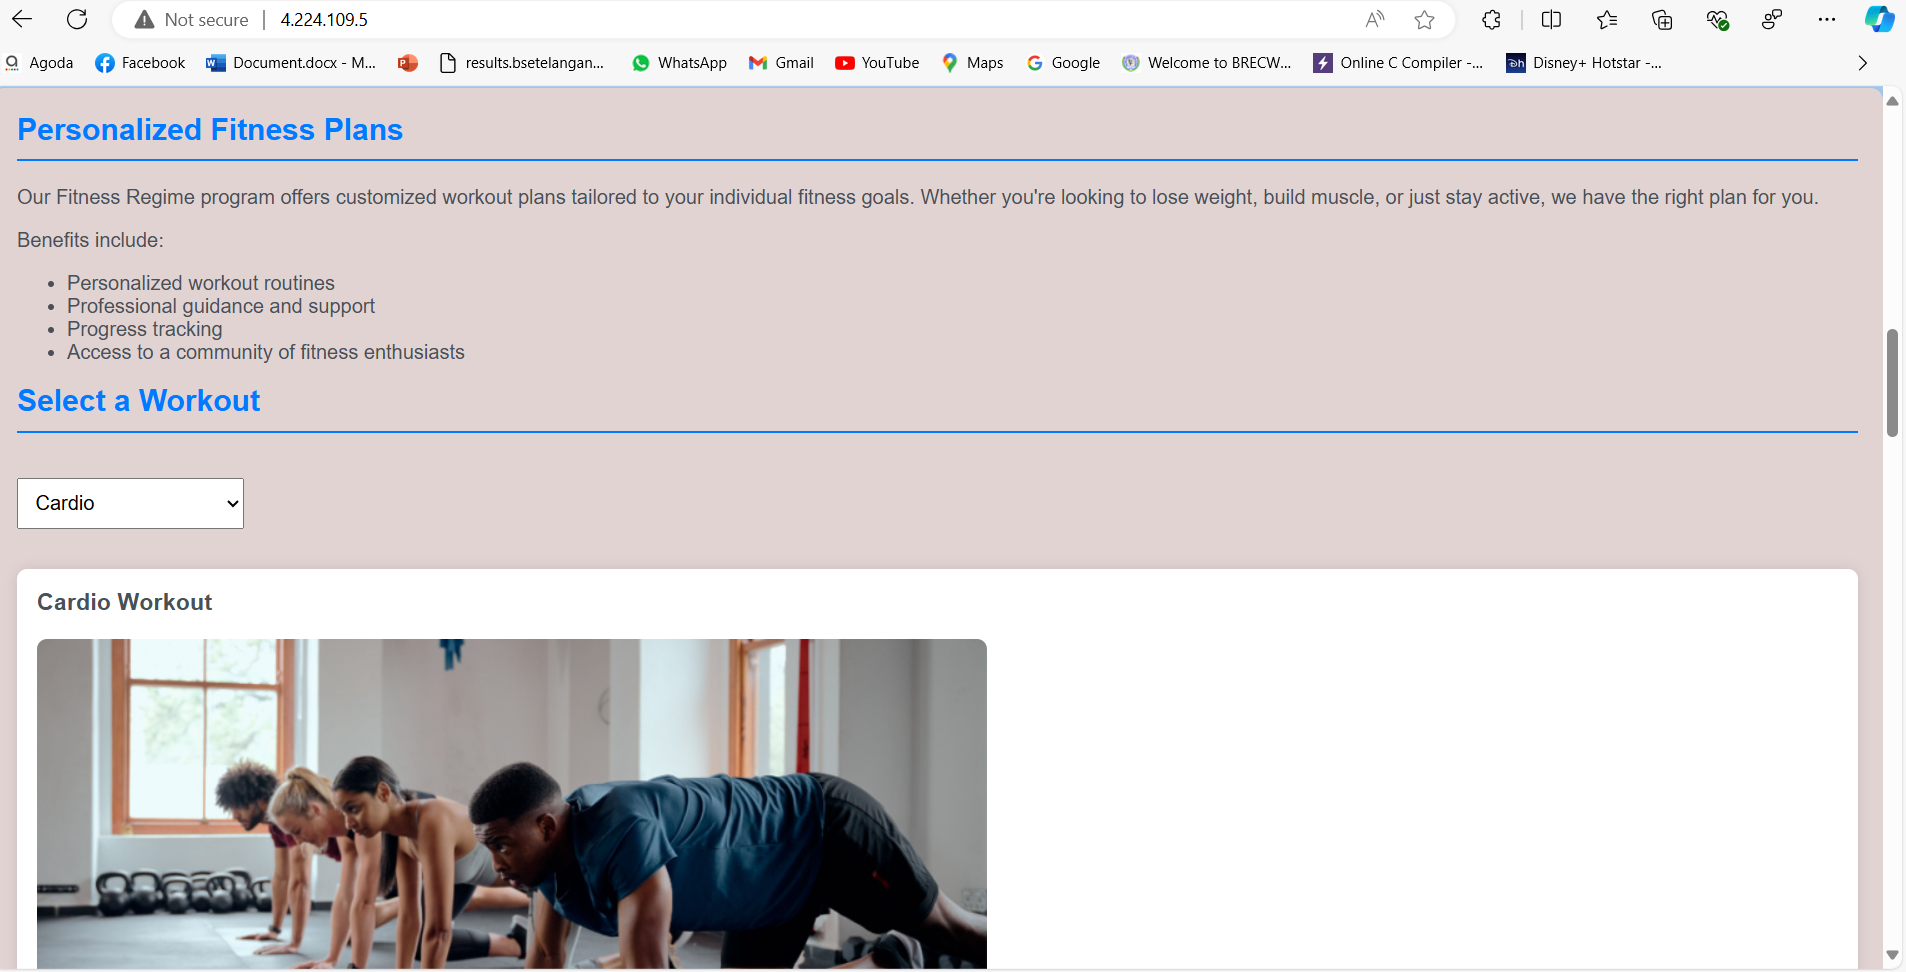 Not secure 4.224.109.5
Agoda Facebook Document.docx - M... results.bsetelangan... WhatsApp Gmail YouTube Maps Google Welcome to BRECW... Online C Compiler -... Disney+ Hotstar -...
Personalized Fitness Plans
Our Fitness Regime program offers customized workout plans tailored to your individual fitness goals. Whether you're looking to lose weight, build muscle, or just stay active, we have the right plan for you.
Benefits include:
• Personalized workout routines
• Professional guidance and support
• Progress tracking
• Access to a community of fitness enthusiasts
Select a Workout
Cardio
Cardio Workout